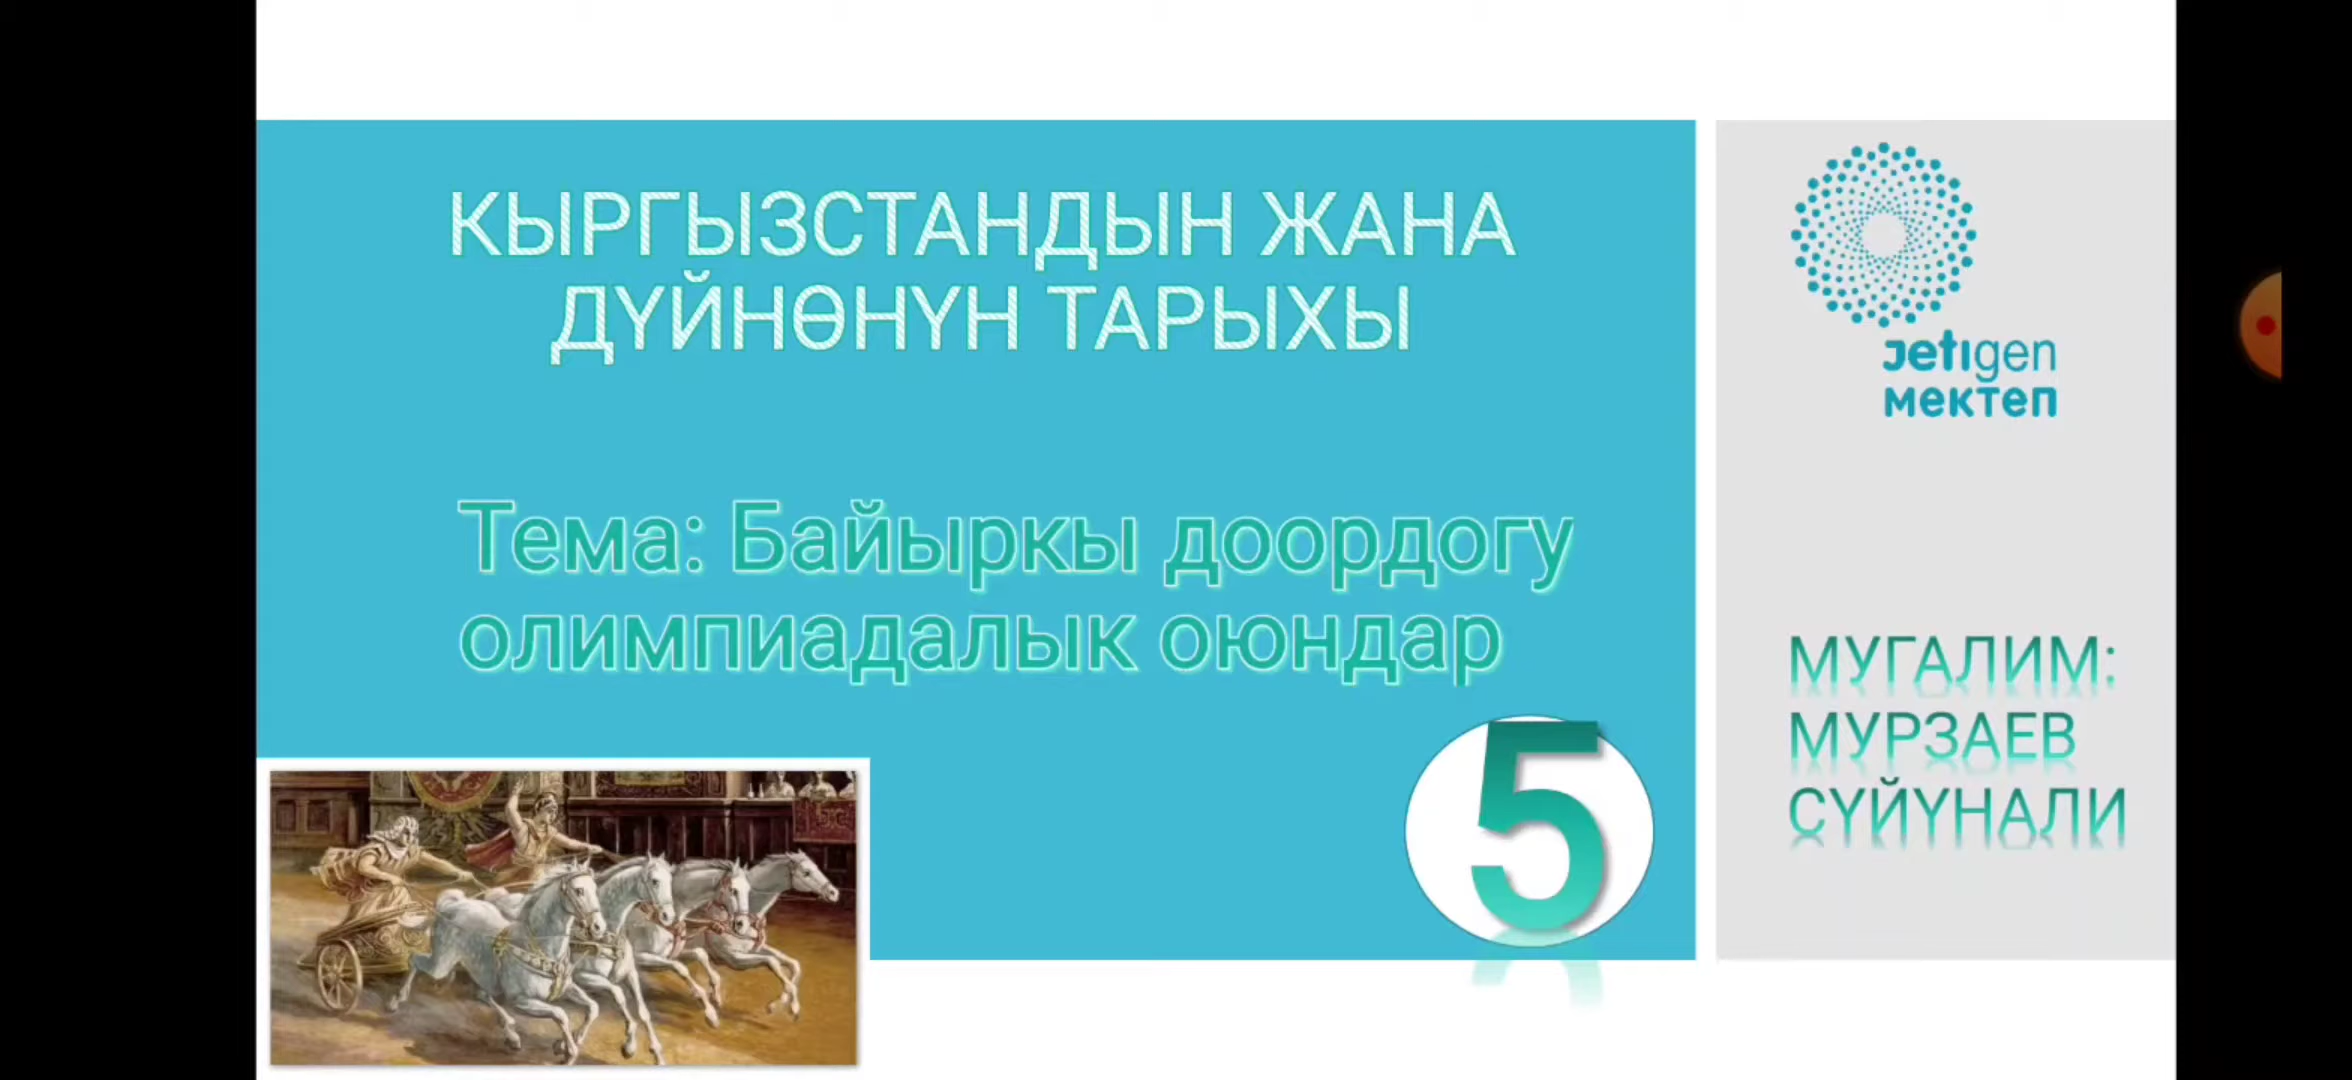 КЫРГЫЗСТАНДЫН ЖАНА
ДҮЙНӨНҮН ТАРЫХЫ
Тема: Байыркы доордогу
олимпиадалык оюндар
5
jetigen
мектеп
МУГАЛИМ:
МУРЗАЕВ
СҮЙҮНАЛИ